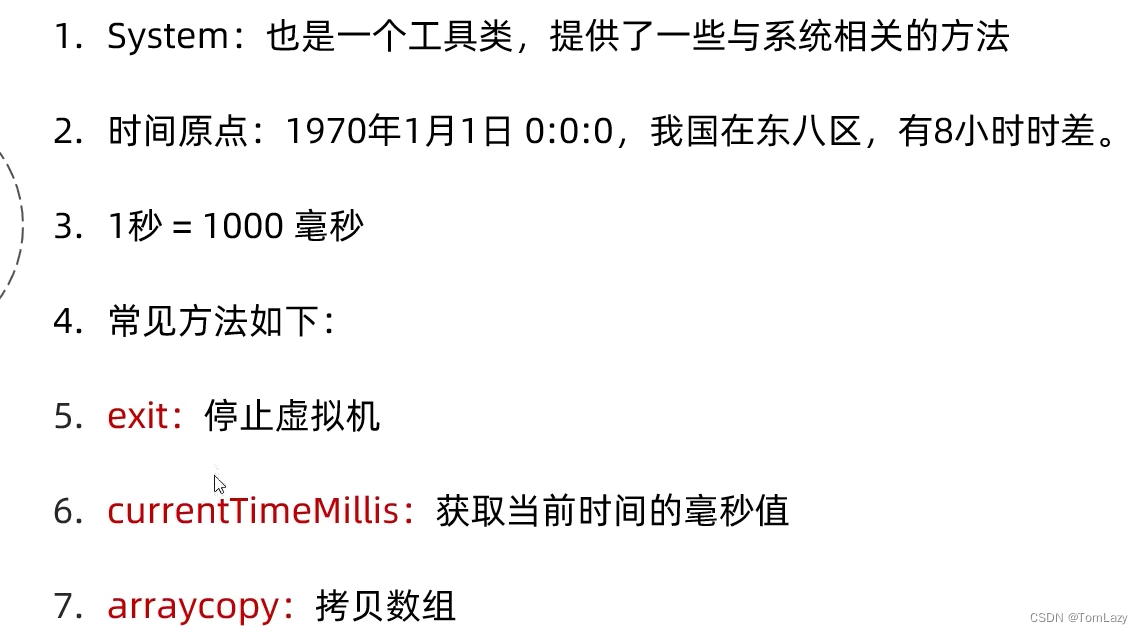 1. System：也是一个工具类，提供了一些与系统相关的方法
2. 时间原点：1970年1月1日 0:0:0，我国在东八区，有8小时时差。
3. 1秒 = 1000 毫秒
4. 常见方法如下：
5. exit：停止虚拟机
6. currentTimeMillis：获取当前时间的毫秒值
7. arraycopy：拷贝数组
CSDN @TomLazy